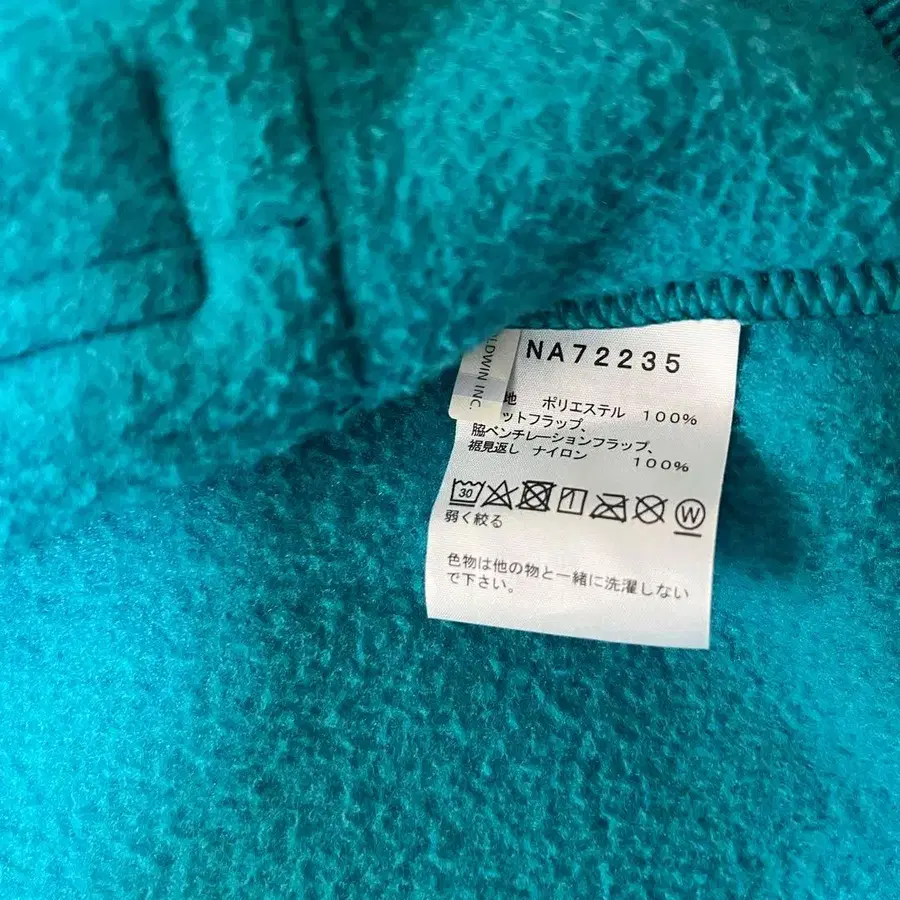 NA72235
LDWIN INC.
地 ポリエステル 100%
ットフラップ、
脇ベンチレーションフラップ、
裾見返し ナイロン 100%
30
W
弱く絞る
色物は他の物と一緒に洗濯しない
で下さい。